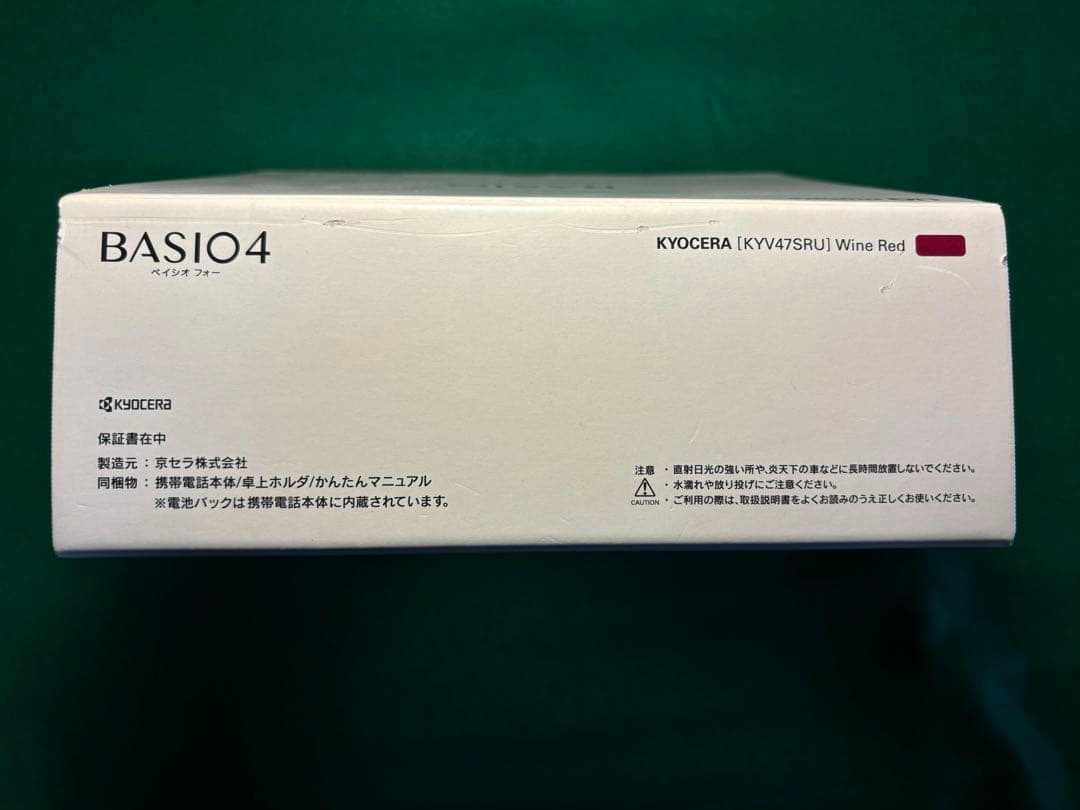 BASIO4
ベイシオ フォー
KYOCERA [KYV47SRU] Wine Red
KYOCERA
保証書在中
製造元 : 京セラ株式会社
同梱物 : 携帯電話本体/卓上ホルダ/かんたんマニュアル
※電池パックは携帯電話本体に内蔵されています。
注意 ・直射日光の強い所や、炎天下の車などに長時間放置しないでください。
・水濡れや放り投げにご注意ください。
CAUTION ・ご利用の際は、取扱説明書をよくお読みのうえ正しくお使いください。